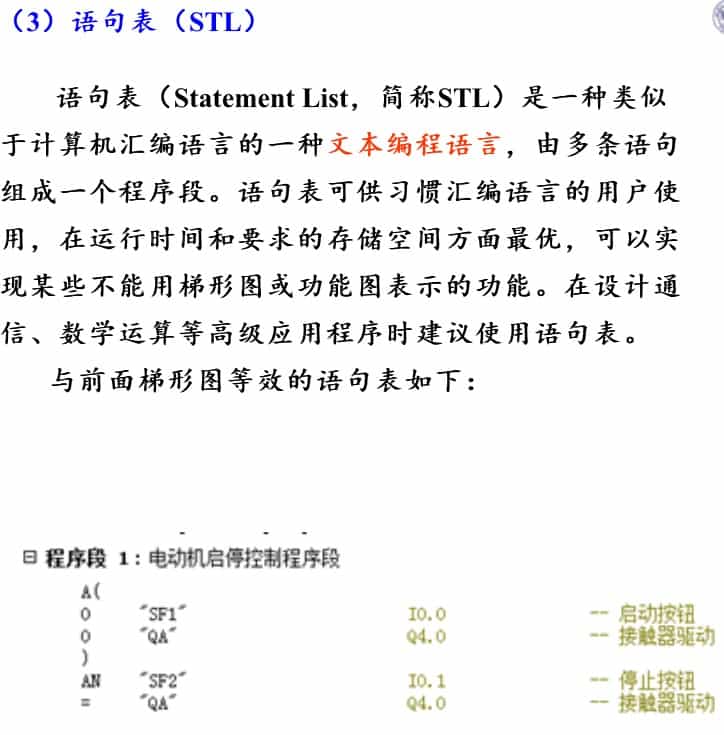 （3）语句表（STL）
语句表（Statement List，简称STL）是一种类似
于计算机汇编语言的一种文本编程语言，由多条语句
组成一个程序段。语句表可供习惯汇编语言的用户使
用，在运行时间和要求的存储空间方面最优，可以实
现某些不能用梯形图或功能图表示的功能。在设计通
信、数学运算等高级应用程序时建议使用语句表。
与前面梯形图等效的语句表如下：
程序段 1：电动机启停控制程序段
A(
O "SF1" I0.0 -- 启动按钮
O "QA" Q4.0 -- 接触器驱动
)
AN "SF2" I0.1 -- 停止按钮
= "QA" Q4.0 -- 接触器驱动